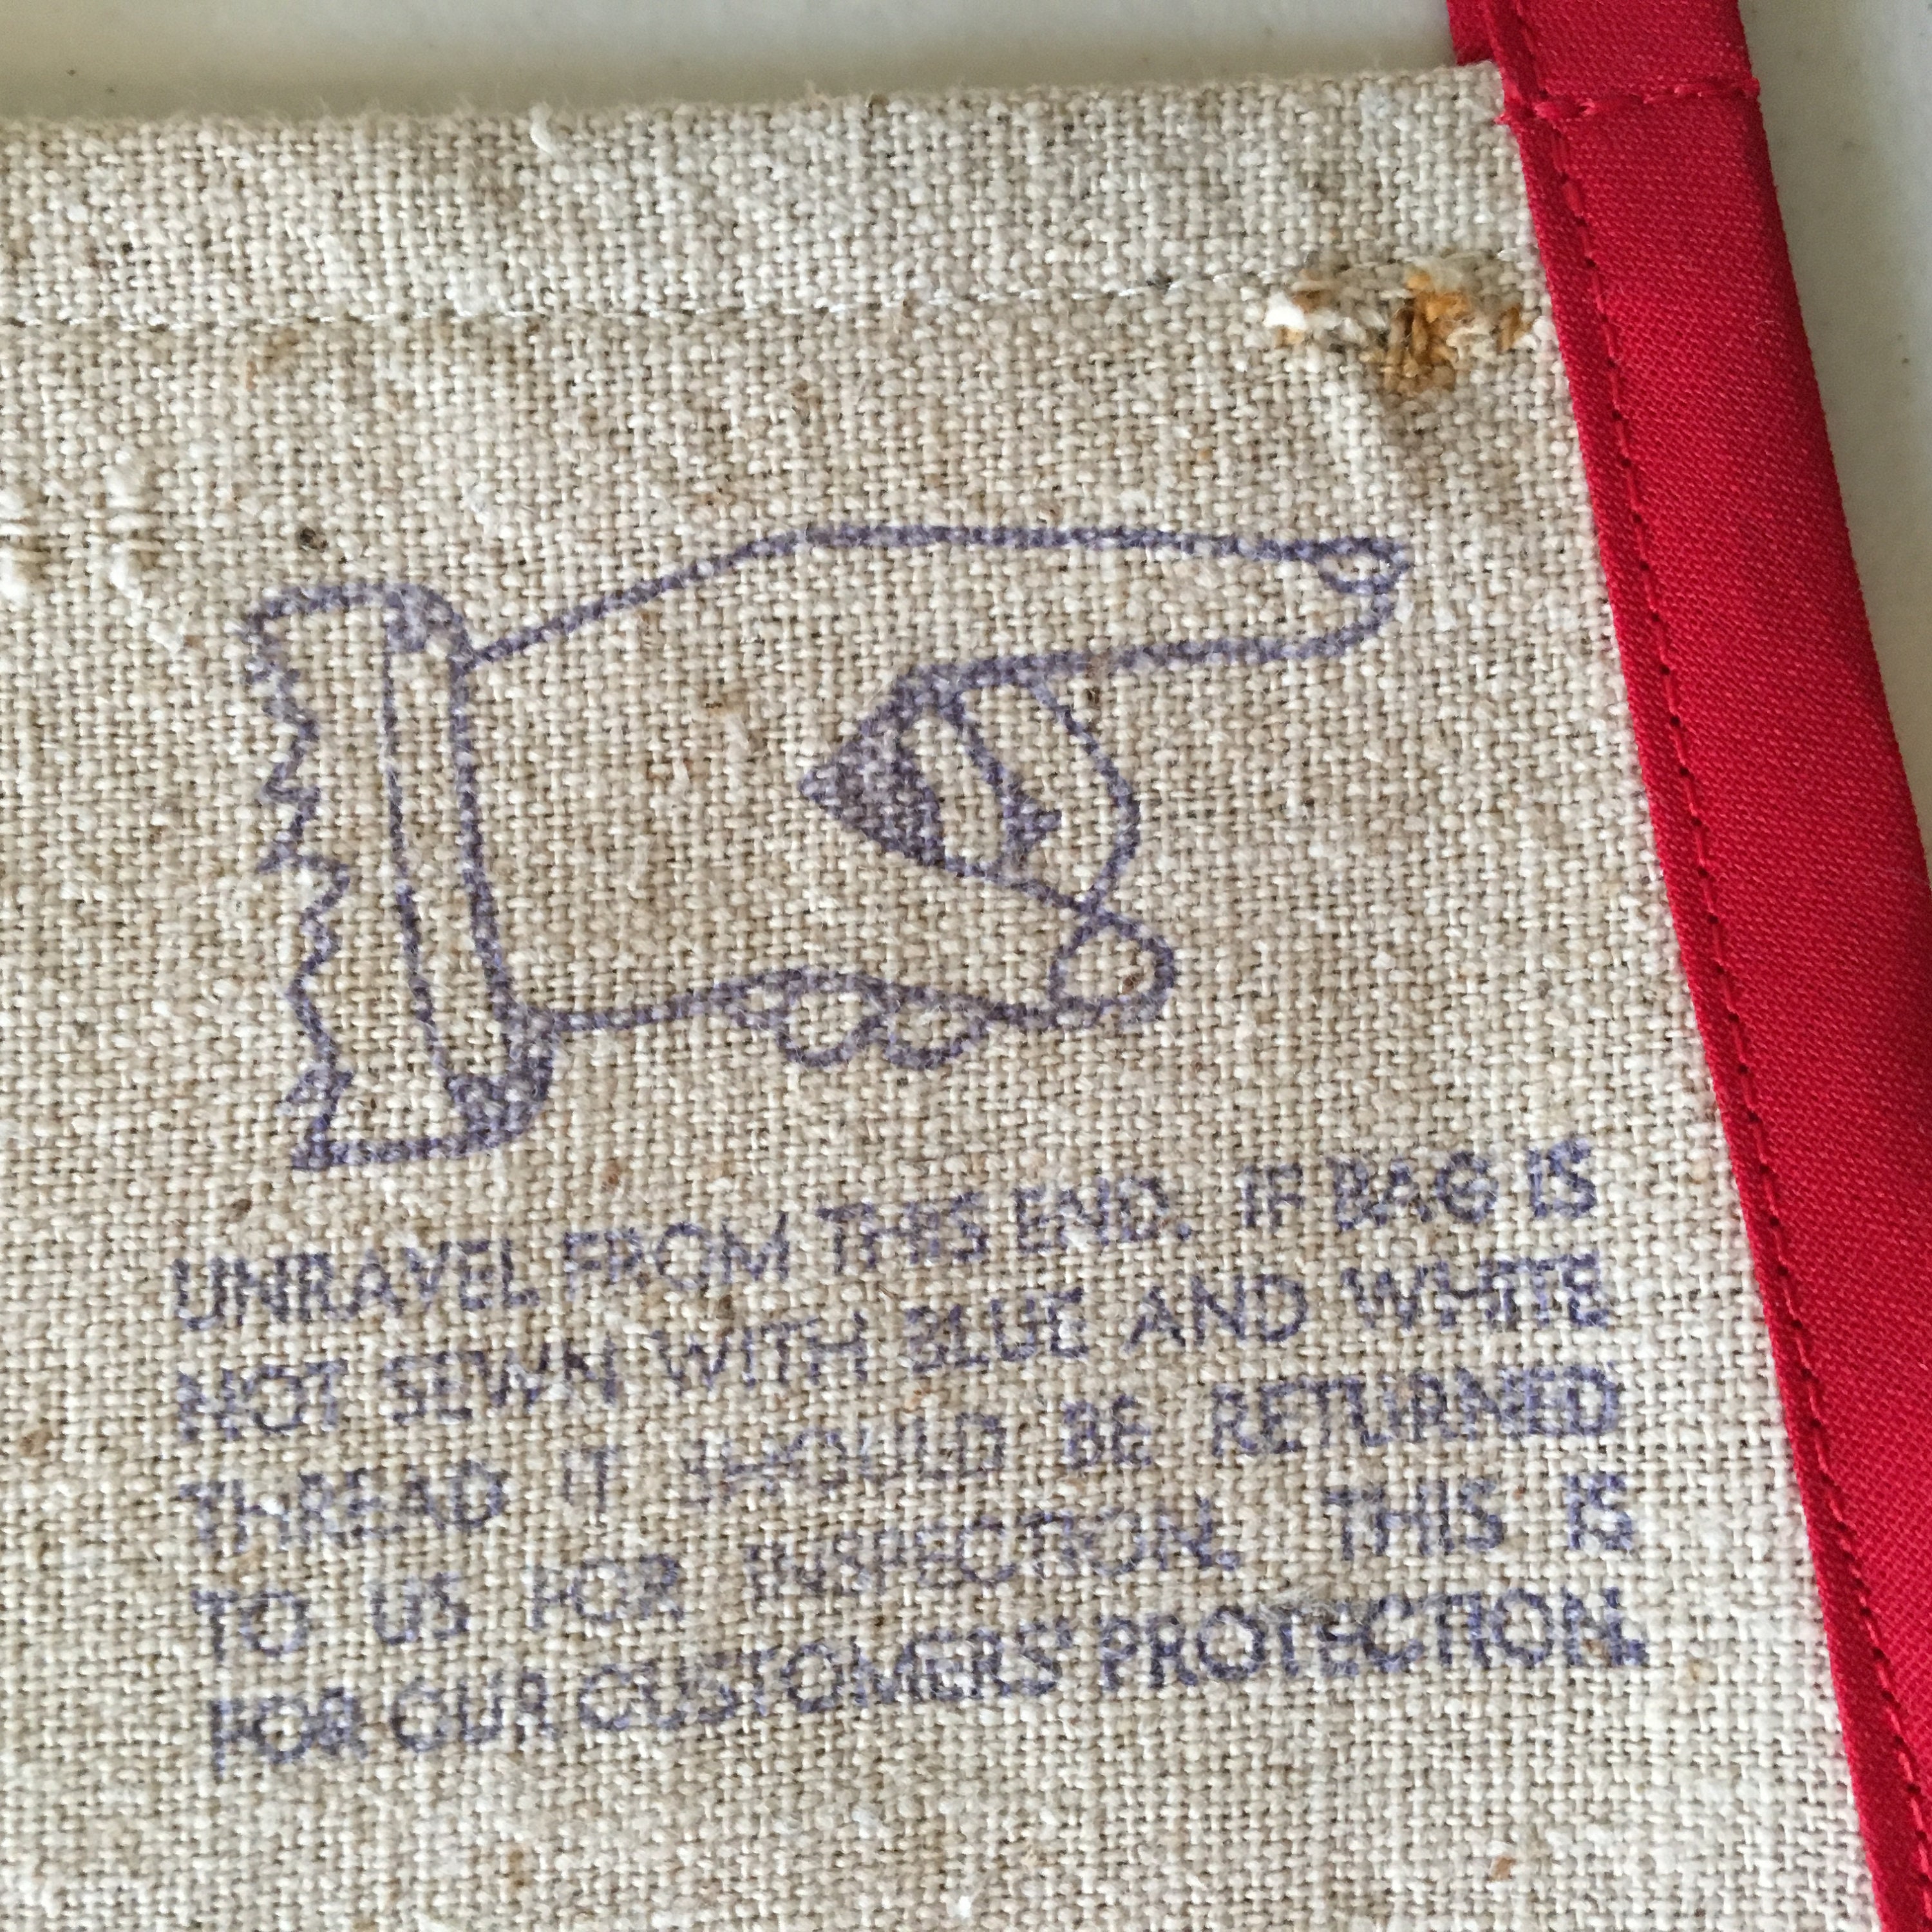 UNRAVEL FROM THIS END. IF BAG IS
NOT SEWN WITH BLUE AND WHITE
THREAD IT SHOULD BE RETURNED
TO US FOR INSPECTION. THIS IS
FOR OUR CUSTOMERS' PROTECTION.